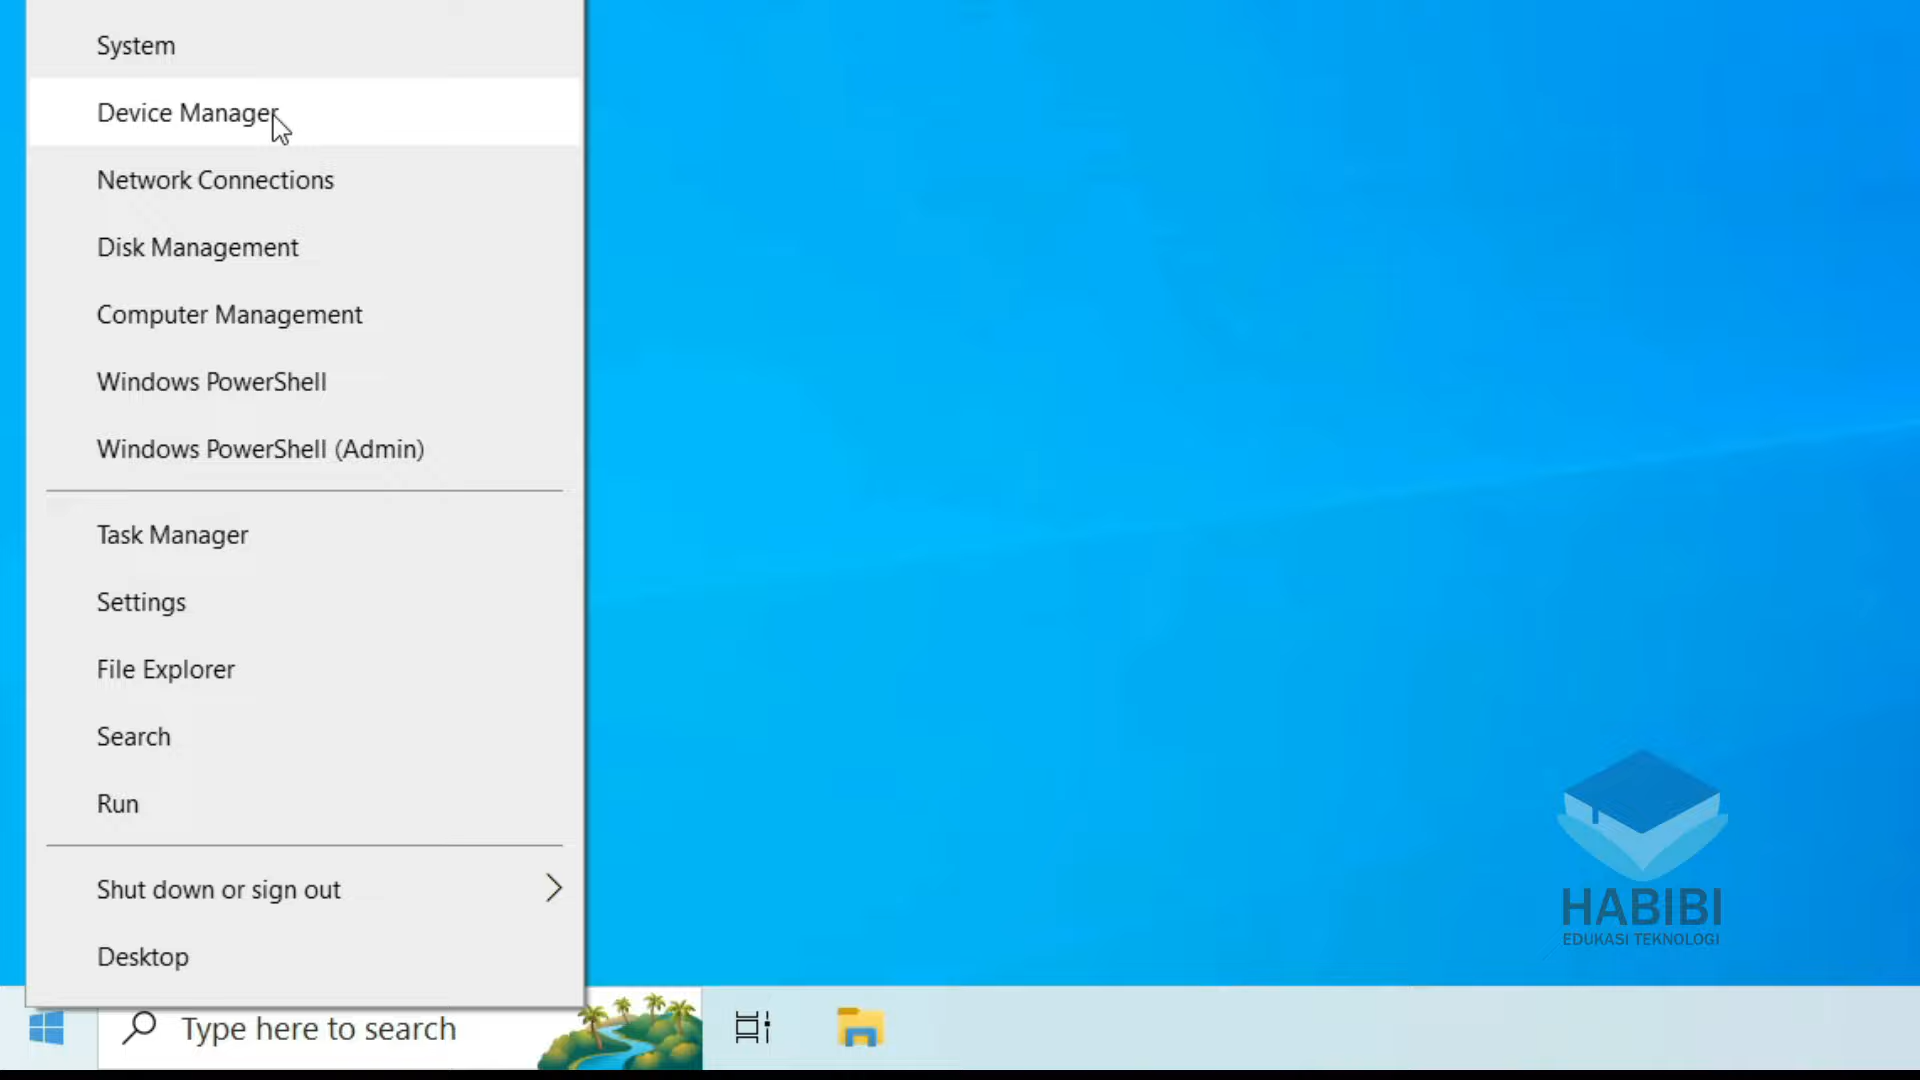 System
Device Manager
Network Connections
Disk Management
Computer Management
Windows PowerShell
Windows PowerShell (Admin)
Task Manager
Settings
File Explorer
Search
Run
Shut down or sign out
Desktop
Type here to search
HABIBI
EDUKASI TEKNOLOGI